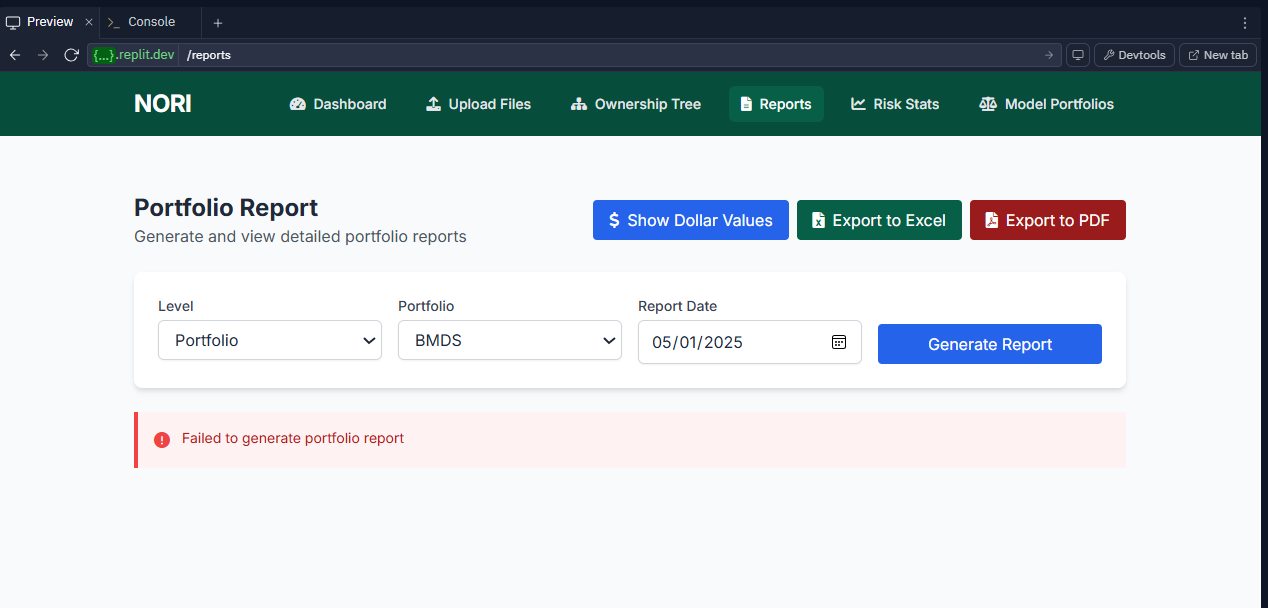 Preview × Console +
{...}.replit.dev /reports Devtools New tab
NORI Dashboard Upload Files Ownership Tree Reports Risk Stats Model Portfolios
Portfolio Report
Generate and view detailed portfolio reports
$ Show Dollar Values Export to Excel Export to PDF
Level Portfolio Report Date
Portfolio BMDS 05/01/2025 Generate Report
Failed to generate portfolio report